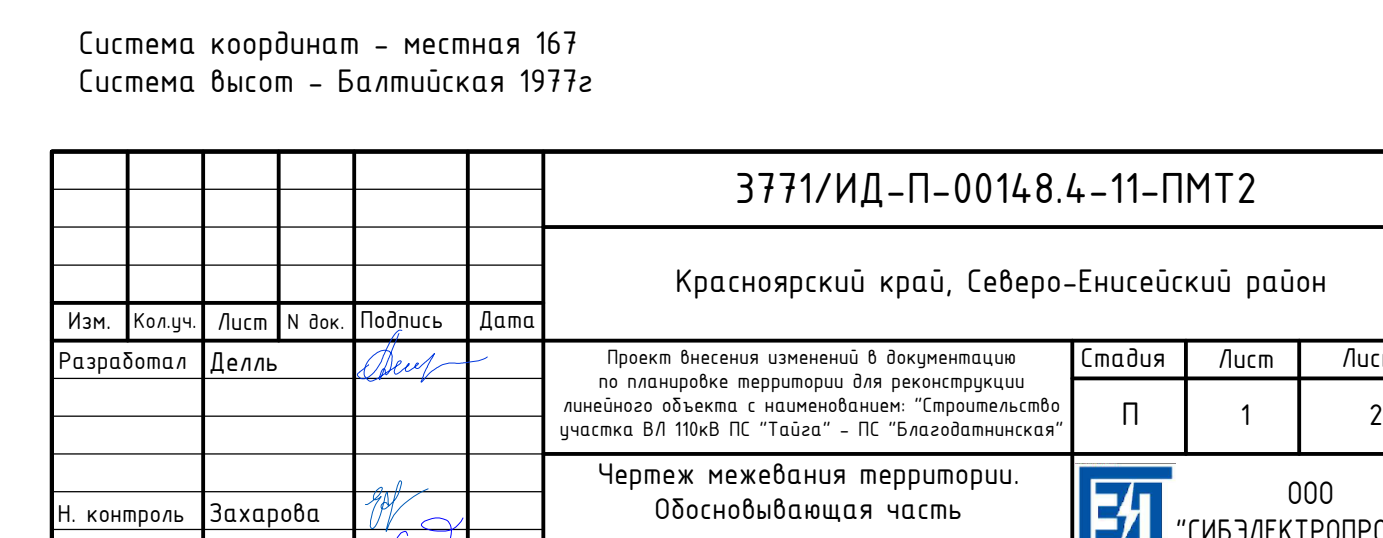 Система координат - местная 167
Система высот - Балтийская 1977г
3771/ИД-П-00148.4-11-ПМТ2
Красноярский край, Северо-Енисейский район
Изм. Кол.уч. Лист N док. Подпись Дата
Разработал Делль
Проект внесения изменений в документацию
по планировке территории для реконструкции
линейного объекта с наименованием: "Строительство
участка ВЛ 110кВ ПС "Тайга" - ПС "Благодатнинская"
Стадия Лист
П 1 2
Чертеж межевания территории.
Обосновывающая часть
Н. контроль Захарова
ООО